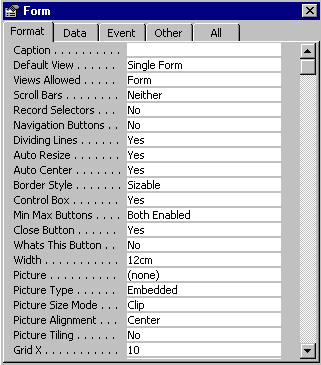 Form
Format Data Event Other All
Caption . . . . . . . . . .
Default View . . . . . . Single Form
Views Allowed . . . . . Form
Scroll Bars . . . . . . . . Neither
Record Selectors . . . No
Navigation Buttons . . No
Dividing Lines . . . . . . Yes
Auto Resize . . . . . . . Yes
Auto Center . . . . . . . Yes
Border Style . . . . . . . Sizable
Control Box . . . . . . . Yes
Min Max Buttons . . . . Both Enabled
Close Button . . . . . . Yes
Whats This Button . . No
Width . . . . . . . . . . . 12cm
Picture . . . . . . . . . . (none)
Picture Type . . . . . . Embedded
Picture Size Mode . . . Clip
Picture Alignment . . . Center
Picture Tiling . . . . . . No
Grid X . . . . . . . . . . . 10